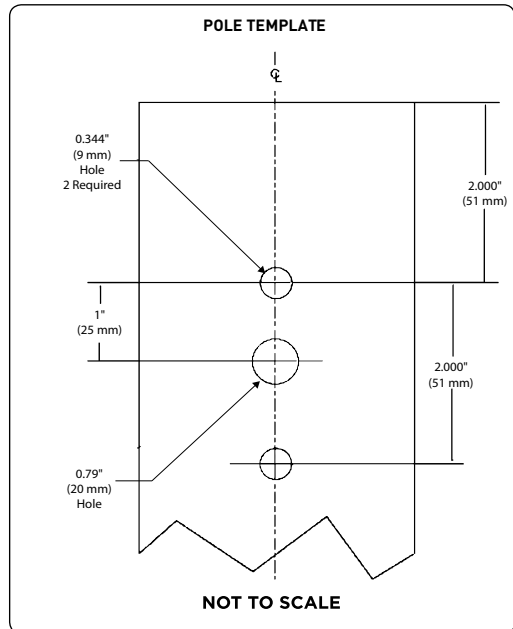 POLE TEMPLATE
℄
0.344"
(9 mm)
Hole
2 Required
2.000"
(51 mm)
1"
(25 mm)
2.000"
(51 mm)
0.79"
(20 mm)
Hole
NOT TO SCALE